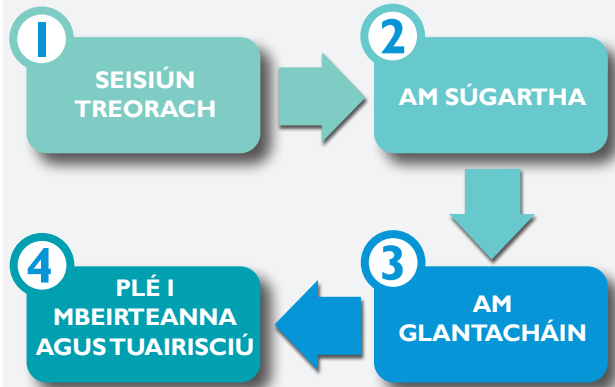 1
SEISIÚN
TREORACH
2
AM SÚGARTHA
3
AM
GLANTACHÁIN
4
PLÉ I
MBEIRTEANNA
AGUS TUAIRISCIÚ